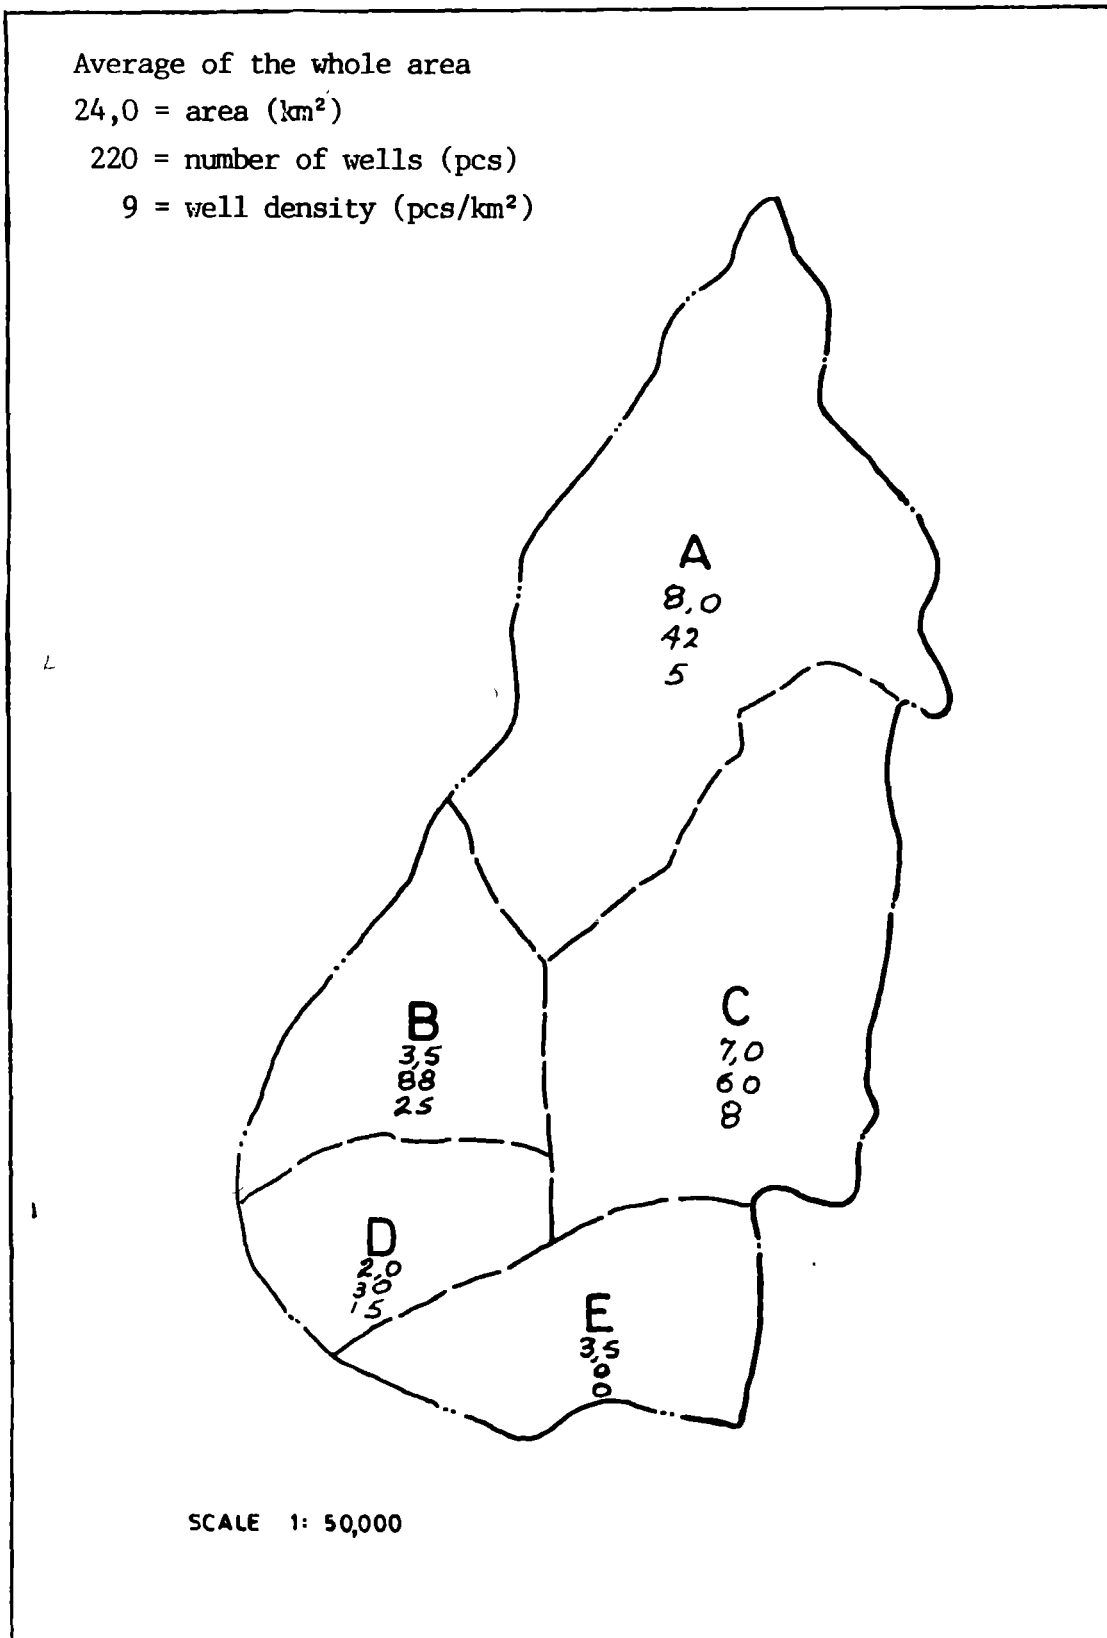 Average of the whole area
24,0 = area (km²)
220 = number of wells (pcs)
9 = well density (pcs/km²)
A
8,0
42
5
B
3,5
88
25
C
7,0
60
8
D
2,0
30
15
E
3,5
0
0
SCALE 1: 50,000